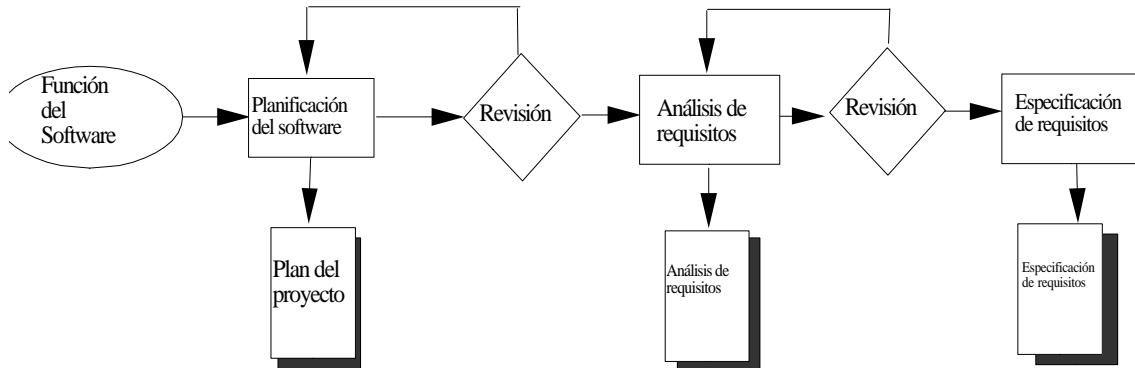 Función
del
Software
Planificación
del software
Revisión
Análisis de
requisitos
Revisión
Especificación
de requisitos
Plan del
proyecto
Análisis de
requisitos
Especificación
de requisitos